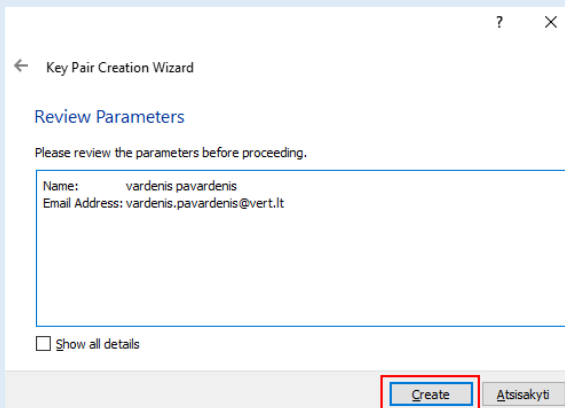 ?
Key Pair Creation Wizard
Review Parameters
Please review the parameters before proceeding.
Name: vardenis pavardenis
Email Address: vardenis.pavardenis@vert.lt
Show all details
Create Atsisakyti